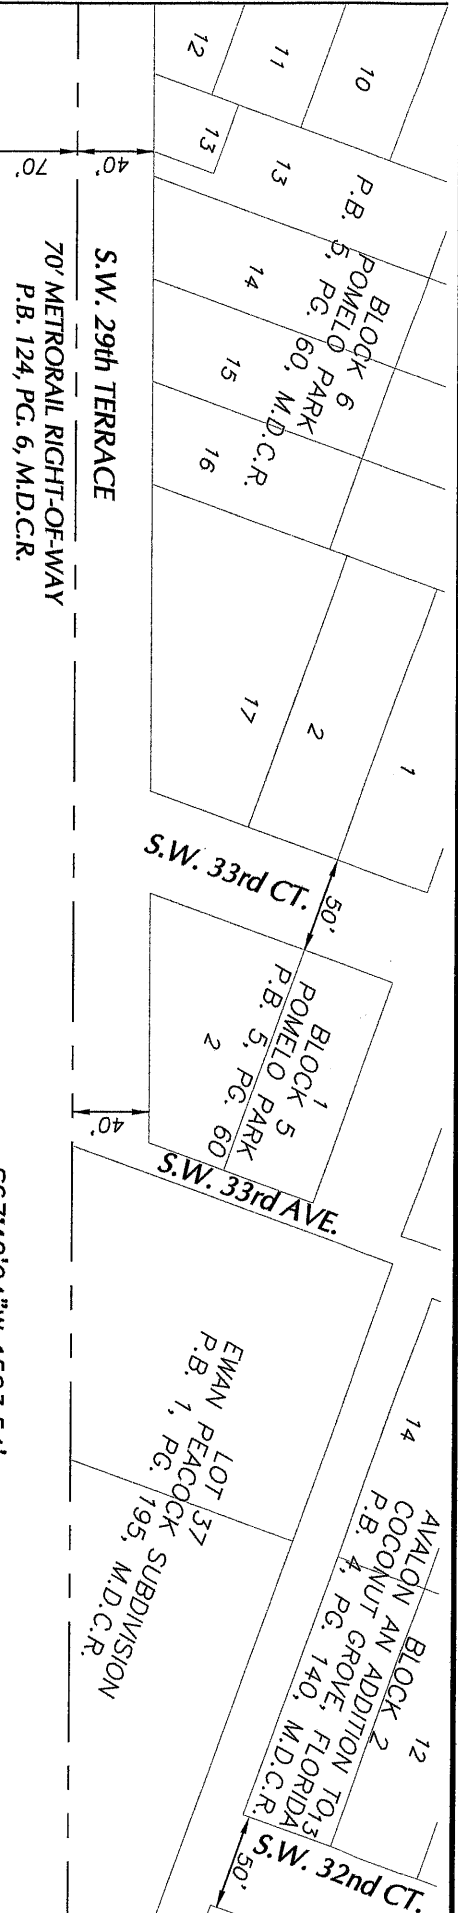 12
11
10
13
13
14
15
16
BLOCK 6
POMELO PARK
P.B. 5, PG. 60, M.D.C.R.
17
2
1
40'
70'
S.W. 29th TERRACE
70' METRORAIL RIGHT-OF-WAY
P.B. 124, PG. 6, M.D.C.R.
S.W. 33rd CT.
50'
1
BLOCK 5
POMELO PARK
P.B. 5, PG. 60
2
40'
S.W. 33rd AVE.
LOT 37
EWAN PEACOCK SUBDIVISION
P.B. 1, PG. 195, M.D.C.R.
14
12
13
BLOCK 2
AVALON AN ADDITION TO
COCONUT GROVE, FLORIDA
P.B. 4, PG. 140, M.D.C.R.
S.W. 32nd CT.
50'